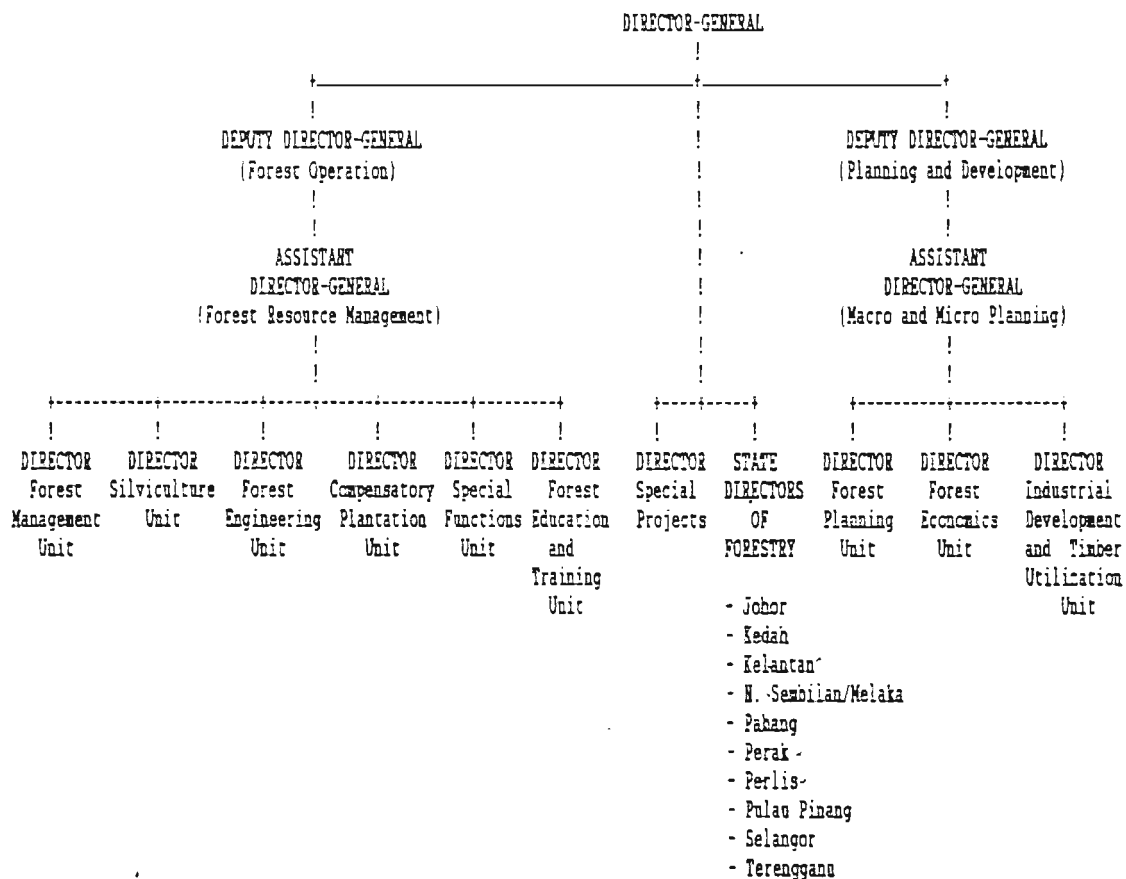 DIRECTOR-GENERAL
DEPUTY DIRECTOR-GENERAL
(Forest Operation)
DEPUTY DIRECTOR-GENERAL
(Planning and Development)
ASSISTANT
DIRECTOR-GENERAL
(Forest Resource Management)
ASSISTANT
DIRECTOR-GENERAL
(Macro and Micro Planning)
DIRECTOR
Forest
Management
Unit
DIRECTOR
Silviculture
Unit
DIRECTOR
Forest
Engineering
Unit
DIRECTOR
Compensatory
Plantation
Unit
DIRECTOR
Special
Functions
Unit
DIRECTOR
Forest
Education
and
Training
Unit
DIRECTOR
Special
Projects
STATE
DIRECTORS
OF
FORESTRY
- Johor
- Kedah
- Kelantan
- N. Sembilan/Melaka
- Pahang
- Perak
- Perlis
- Pulau Pinang
- Selangor
- Terengganu
DIRECTOR
Forest
Planning
Unit
DIRECTOR
Forest
Economics
Unit
DIRECTOR
Industrial
Development
and Timber
Utilization
Unit